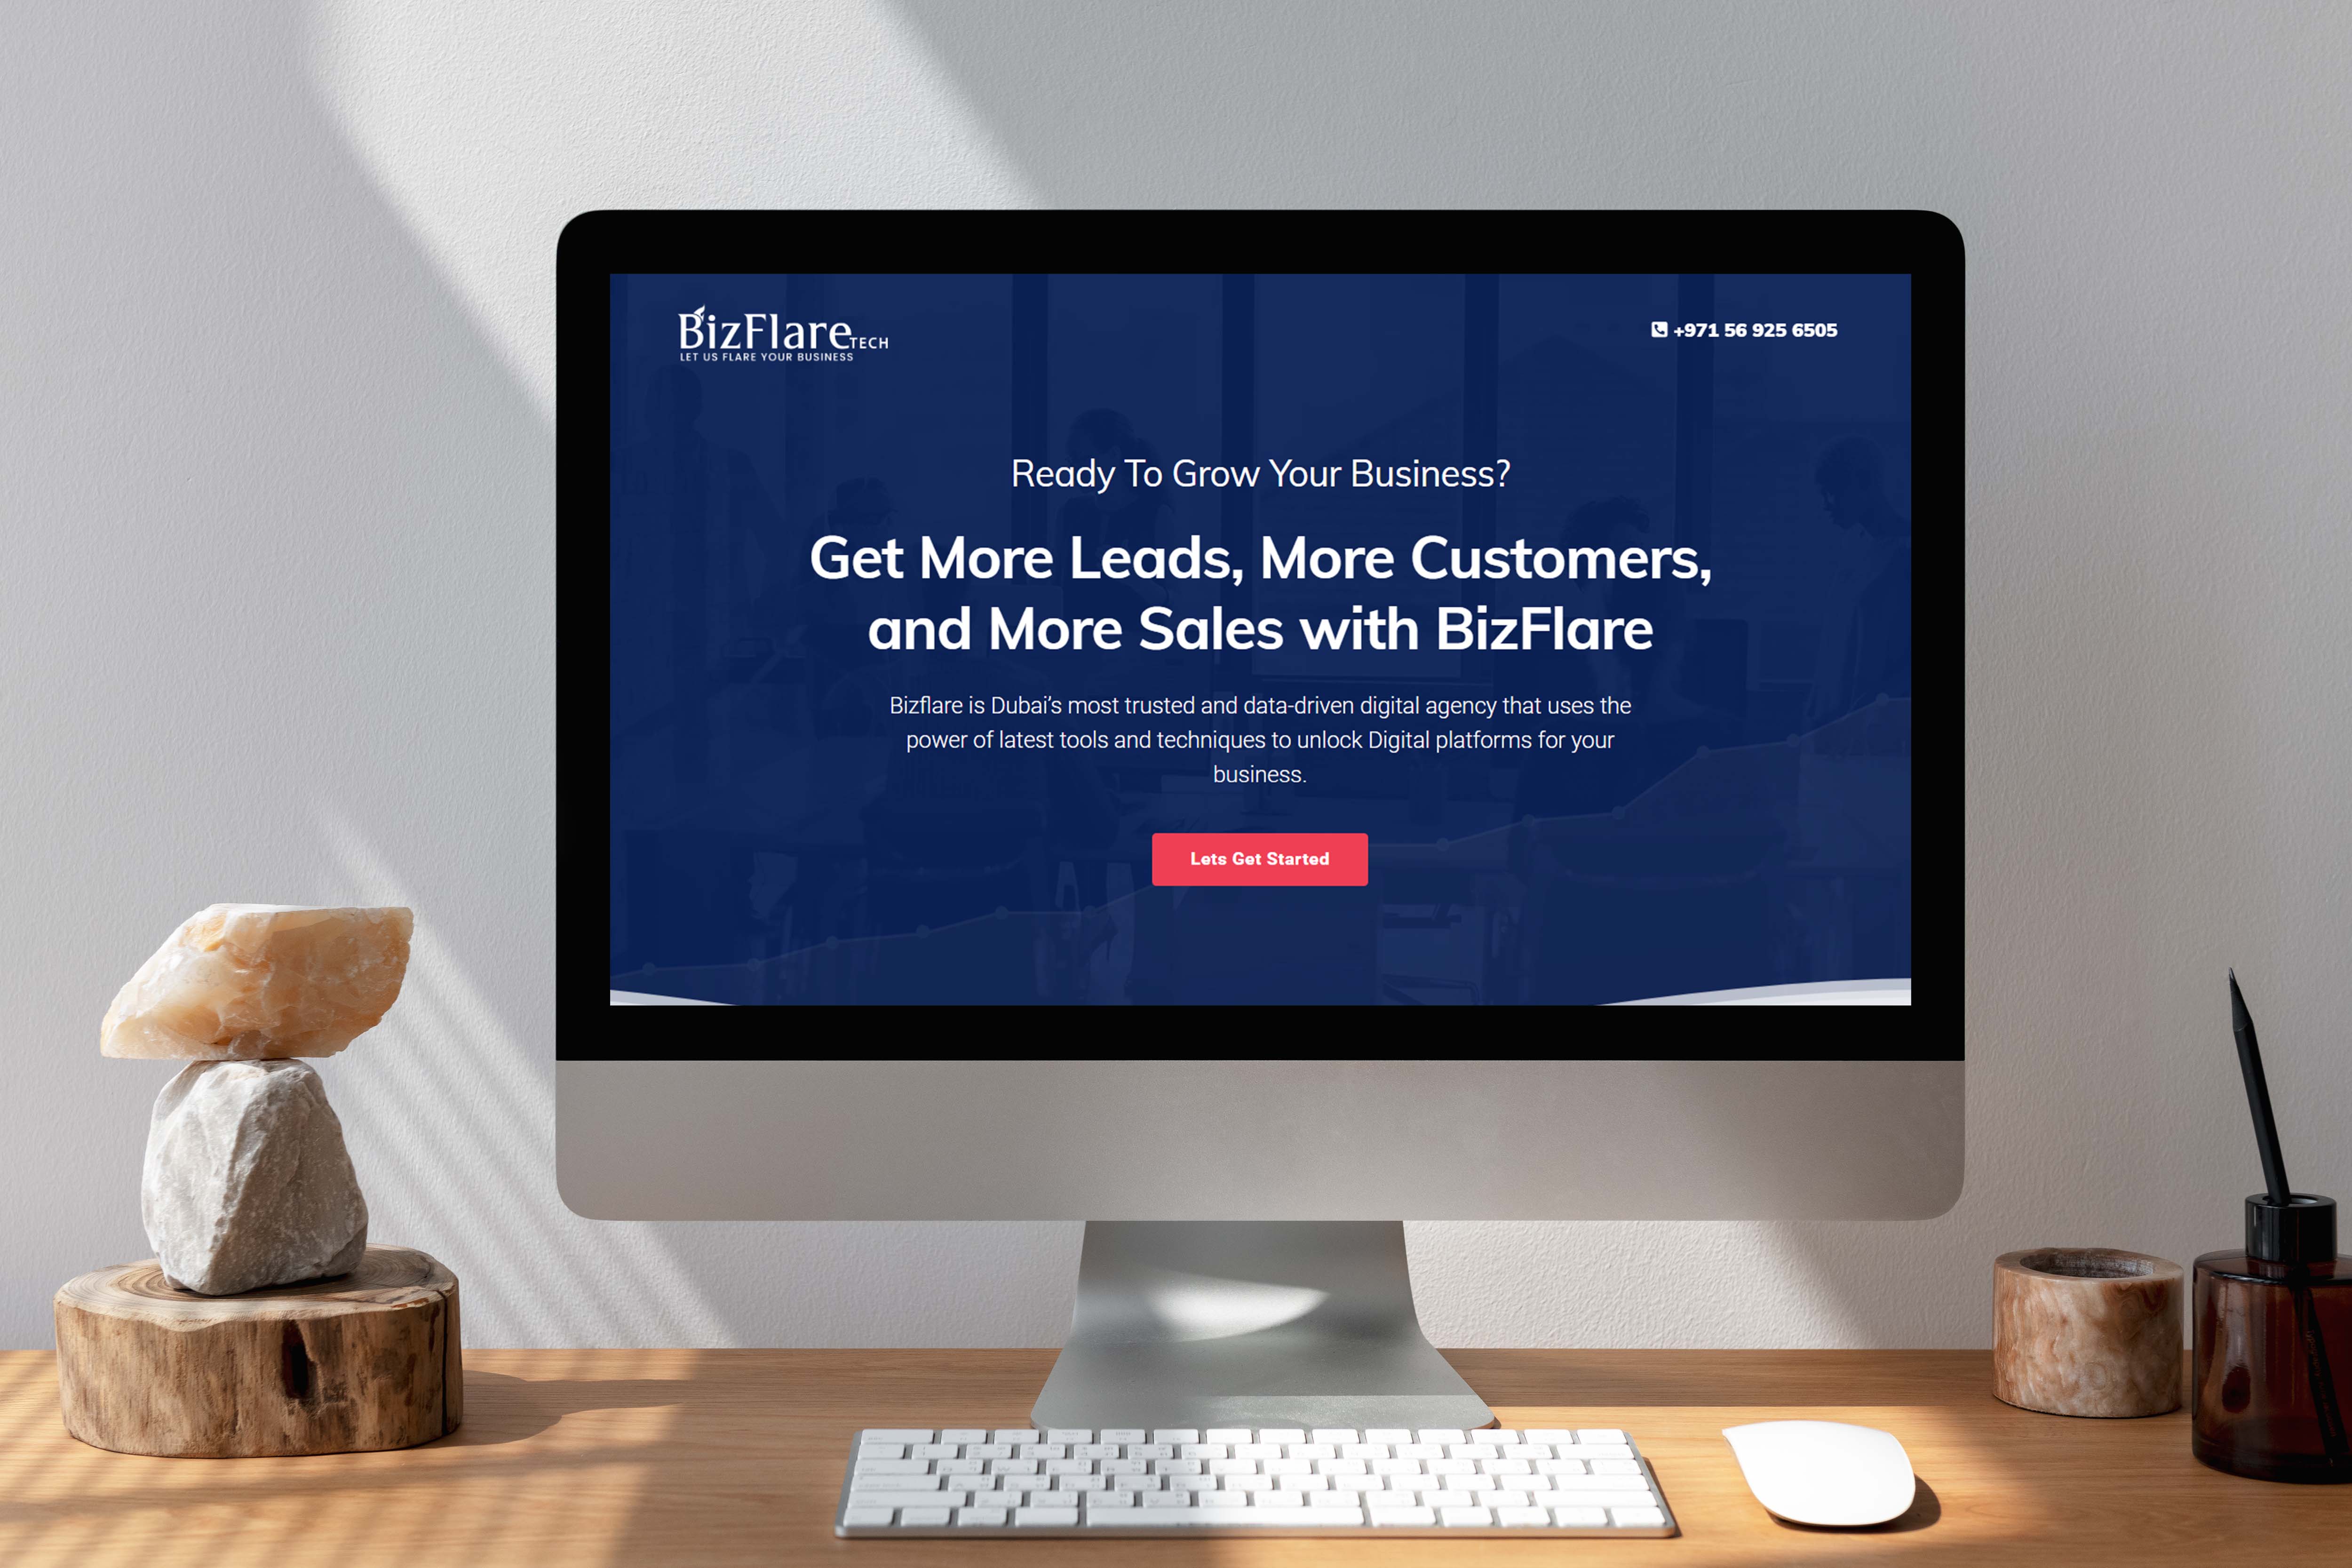 BizFlare TECH
LET US FLARE YOUR BUSINESS
+971 56 925 6505
Ready To Grow Your Business?
Get More Leads, More Customers,
and More Sales with BizFlare
Bizflare is Dubai's most trusted and data-driven digital agency that uses the
power of latest tools and techniques to unlock Digital platforms for your
business.
Lets Get Started